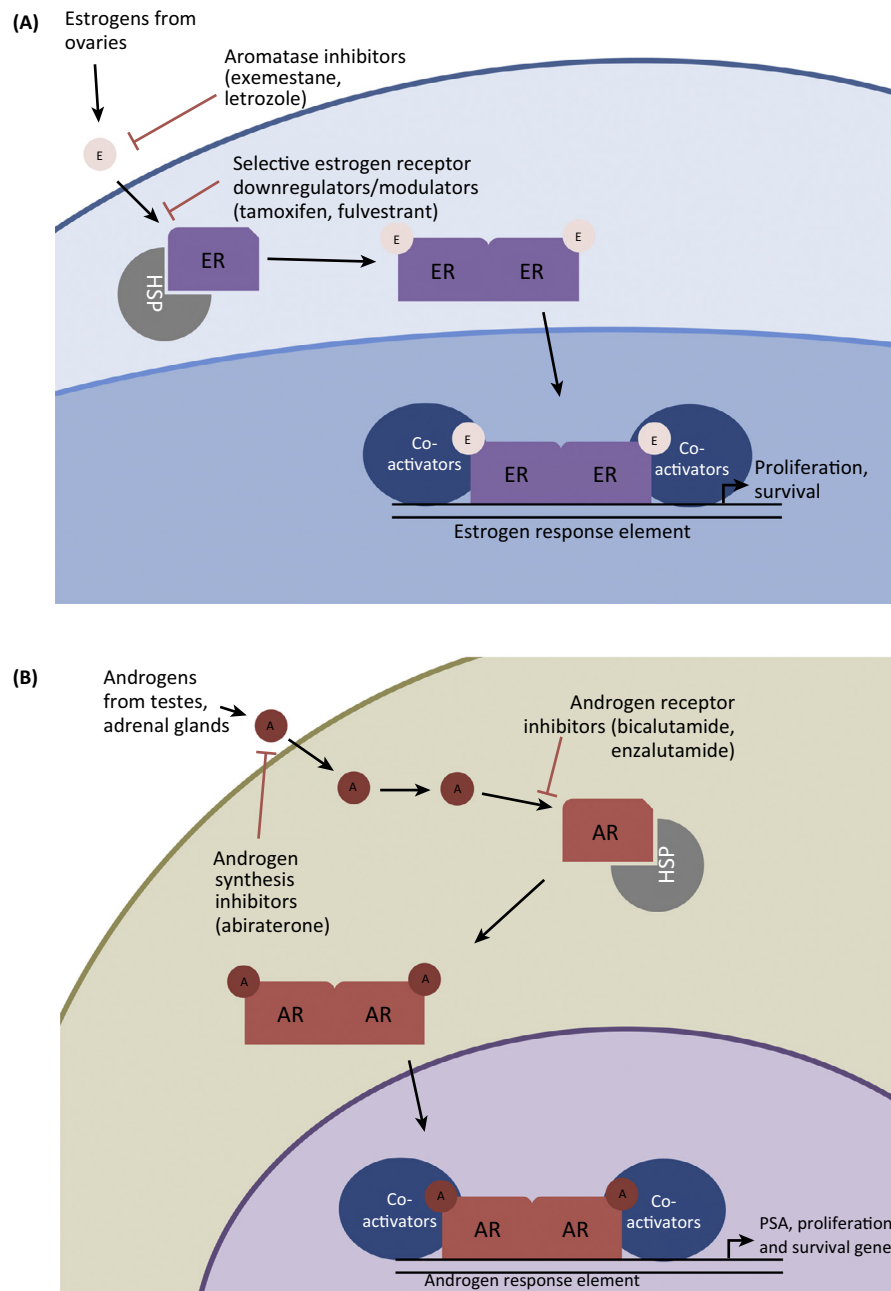 (A)
Estrogens from
ovaries
Aromatase inhibitors
(exemestane,
letrozole)
E
Selective estrogen receptor
downregulators/modulators
(tamoxifen, fulvestrant)
ER
HSP
E
E
ER ER
Co-
activators
E
E
Co-
activators
ER ER
Proliferation,
survival
Estrogen response element
(B)
Androgens
from testes,
adrenal glands
A
Androgen receptor
inhibitors (bicalutamide,
enzalutamide)
A
A
AR
HSP
Androgen
synthesis
inhibitors
(abiraterone)
A
A
AR AR
Co-
activators
A
A
Co-
activators
AR AR
PSA, proliferation
and survival gene
Androgen response element